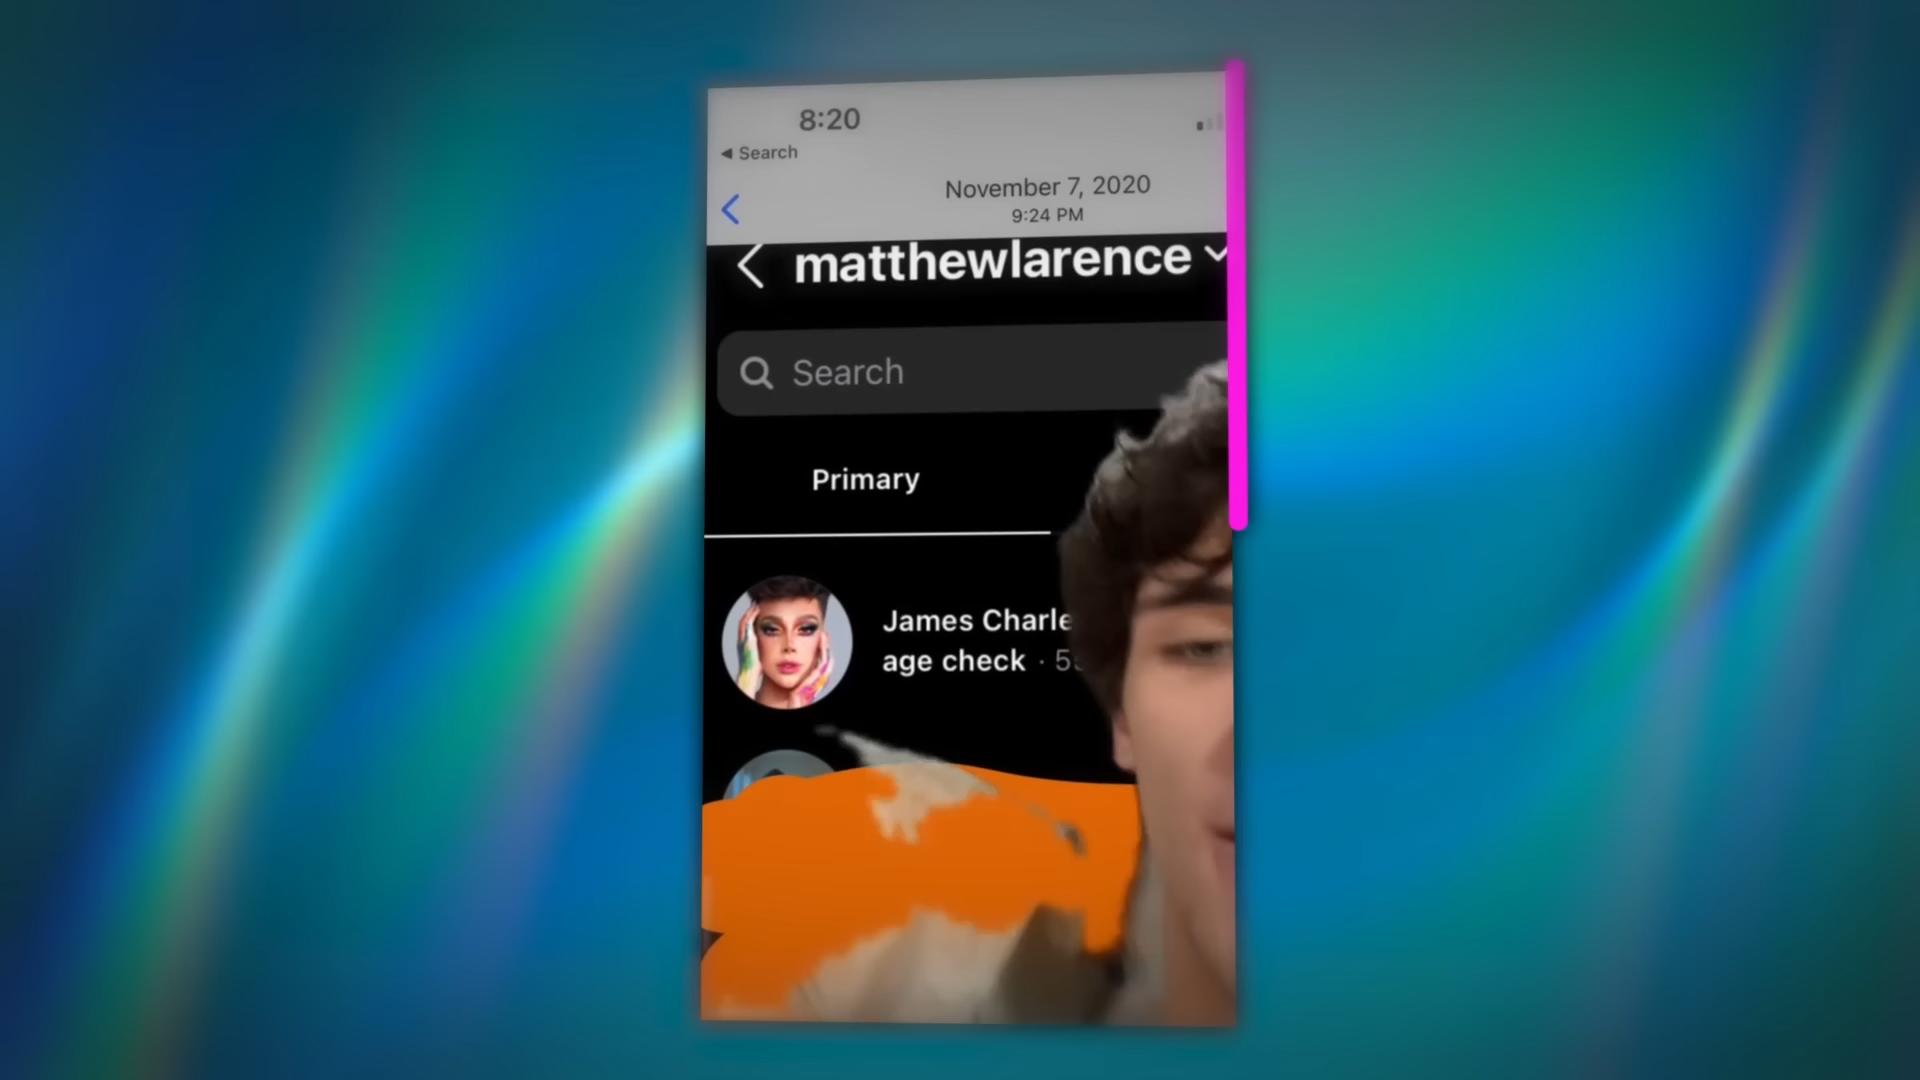 8:20
◀ Search
November 7, 2020
9:24 PM
matthewlarence
Search
Primary
James Charle
age check · 5